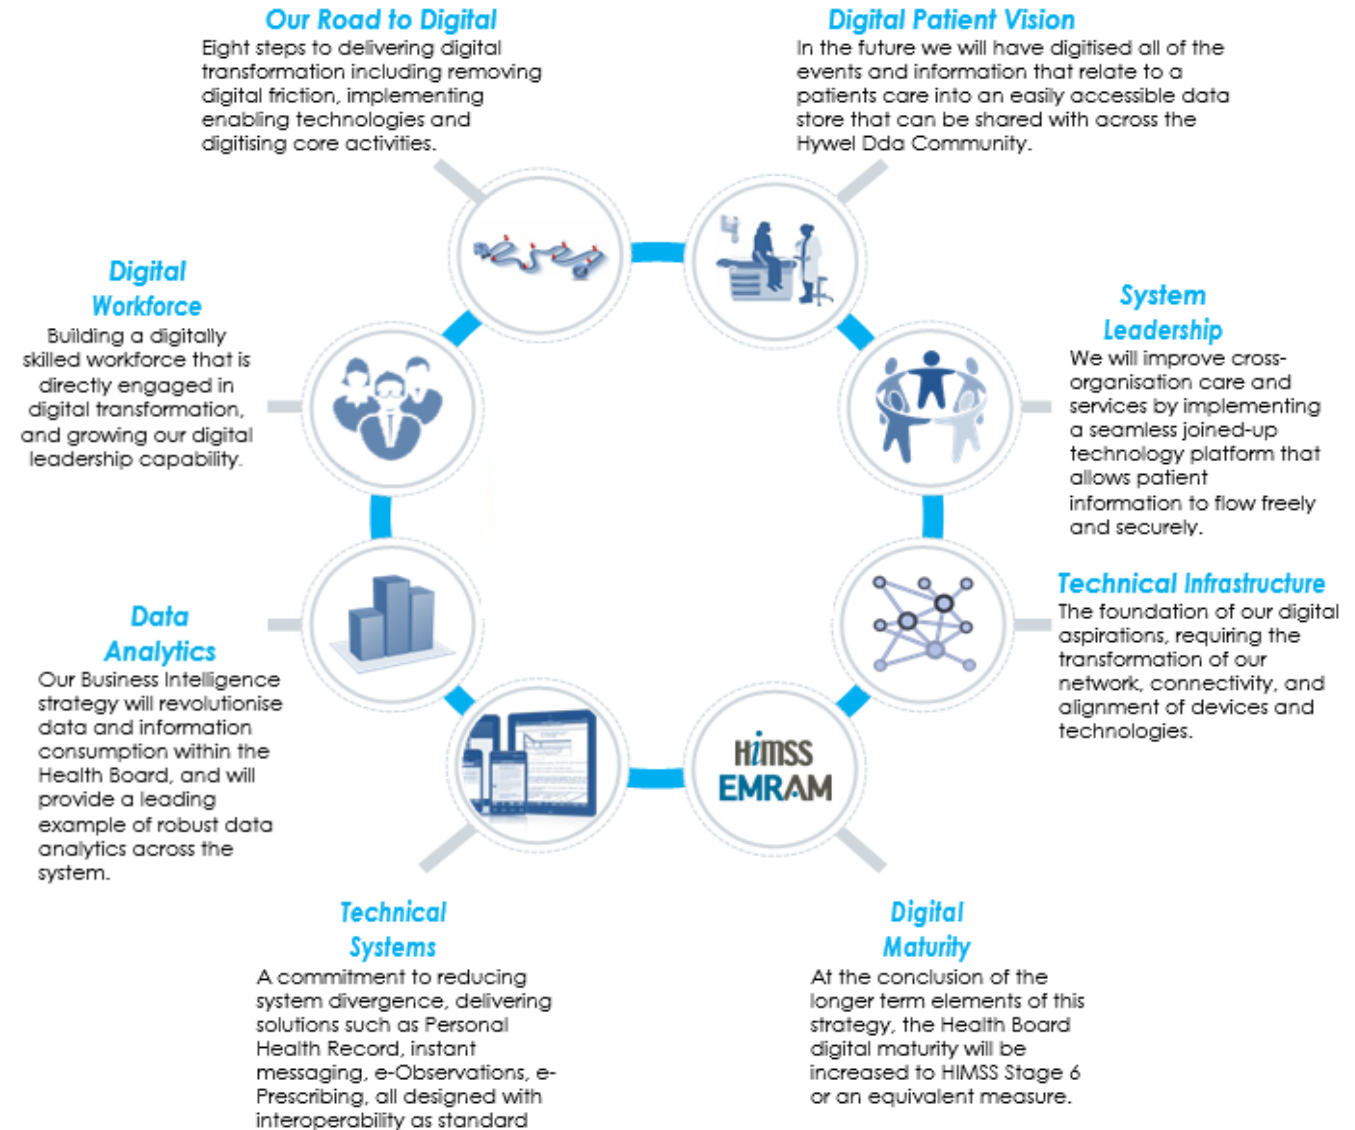 Our Road to Digital
Eight steps to delivering digital
transformation including removing
digital friction, implementing
enabling technologies and
digitising core activities.
Digital Patient Vision
In the future we will have digitised all of the
events and information that relate to a
patients care into an easily accessible data
store that can be shared with across the
Hywel Dda Community.
System
Leadership
We will improve cross-
organisation care and
services by implementing
a seamless joined-up
technology platform that
allows patient
information to flow freely
and securely.
Technical Infrastructure
The foundation of our digital
aspirations, requiring the
transformation of our
network, connectivity, and
alignment of devices and
technologies.
HiMSS
EMRAM
Digital
Maturity
At the conclusion of the
longer term elements of this
strategy, the Health Board
digital maturity will be
increased to HIMSS Stage 6
or an equivalent measure.
Technical
Systems
A commitment to reducing
system divergence, delivering
solutions such as Personal
Health Record, instant
messaging, e-Observations, e-
Prescribing, all designed with
interoperability as standard
Data
Analytics
Our Business Intelligence
strategy will revolutionise
data and information
consumption within the
Health Board, and will
provide a leading
example of robust data
analytics across the
system.
Digital
Workforce
Building a digitally
skilled workforce that is
directly engaged in
digital transformation,
and growing our digital
leadership capability.